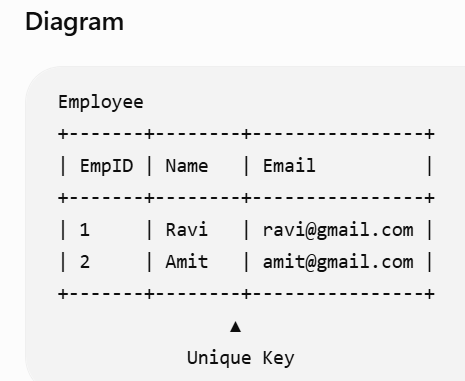 Diagram
Employee
+-------+--------+----------------+
| EmpID | Name   | Email          |
+-------+--------+----------------+
| 1     | Ravi   | ravi@gmail.com |
| 2     | Amit   | amit@gmail.com |
+-------+--------+----------------+
                ▲
            Unique Key